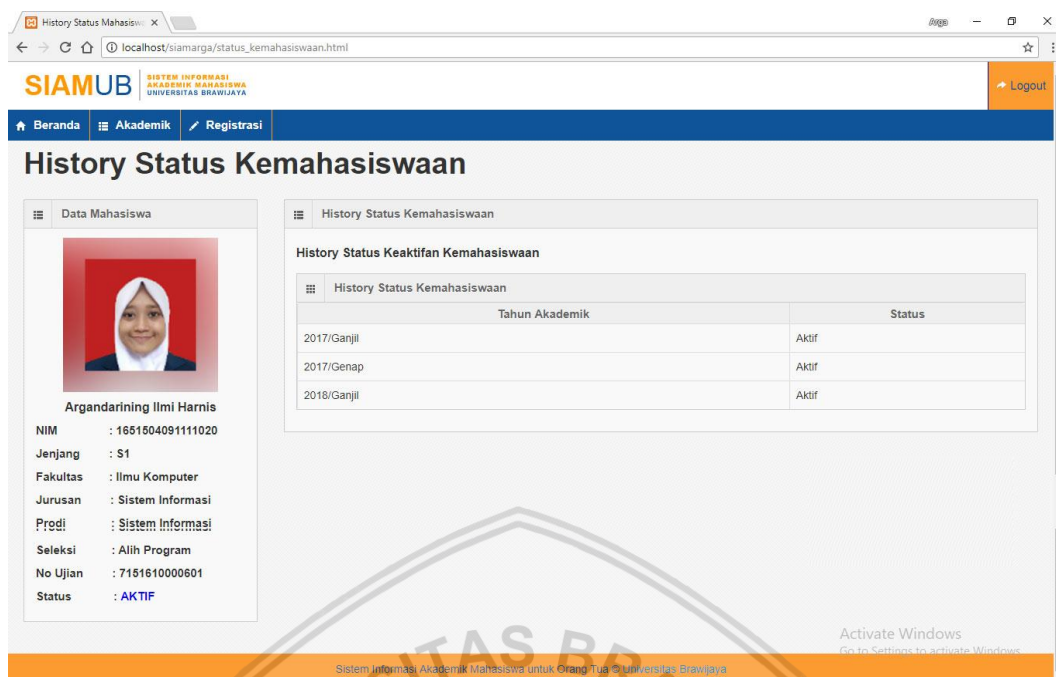 History Status Mahasisw
Arga
localhost/siamarga/status_kemahasiswaan.html
SIAMUB
SISTEM INFORMASI
AKADEMIK MAHASISWA
UNIVERSITAS BRAWIJAYA
Logout
Beranda Akademik Registrasi
History Status Kemahasiswaan
Data Mahasiswa
Argandarining Ilmi Harnis
NIM : 1651504091111020
Jenjang : S1
Fakultas : Ilmu Komputer
Jurusan : Sistem Informasi
Prodi : Sistem Informasi
Seleksi : Alih Program
No Ujian : 7151610000601
Status : AKTIF
History Status Kemahasiswaan
History Status Keaktifan Kemahasiswaan
History Status Kemahasiswaan
Tahun Akademik Status
2017/Ganjil Aktif
2017/Genap Aktif
2018/Ganjil Aktif
Activate Windows
Go to Settings to activate Windows.
Sistem Informasi Akademik Mahasiswa untuk Orang Tua © Universitas Brawijaya